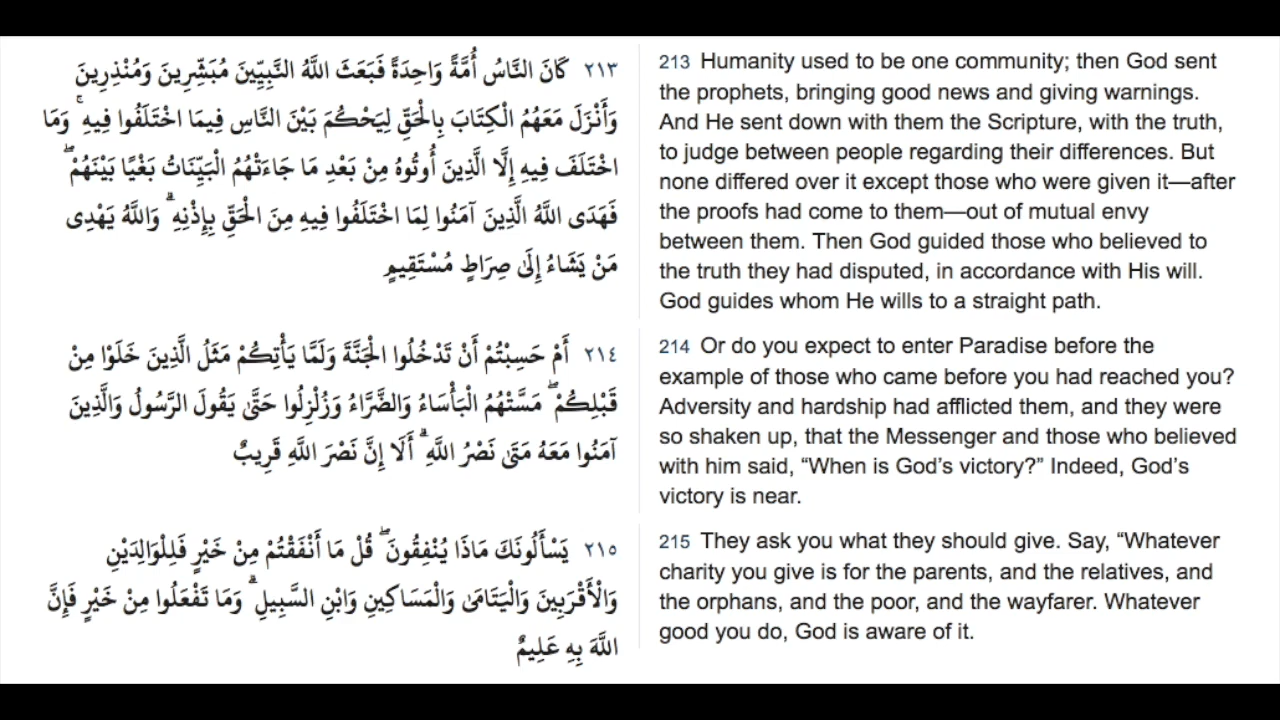 ٢١٣ كَانَ النَّاسُ أُمَّةً وَاحِدَةً فَبَعَثَ اللَّهُ النَّبِيِّينَ مُبَشِّرِينَ وَمُنْذِرِينَ
وَأَنْزَلَ مَعَهُمُ الْكِتَابَ بِالْحَقِّ لِيَحْكُمَ بَيْنَ النَّاسِ فِيمَا اخْتَلَفُوا فِيهِ ۚ وَمَا
اخْتَلَفَ فِيهِ إِلَّا الَّذِينَ أُوتُوهُ مِنْ بَعْدِ مَا جَاءَتْهُمُ الْبَيِّنَاتُ بَغْيًا بَيْنَهُمْ ۖ
فَهَدَى اللَّهُ الَّذِينَ آمَنُوا لِمَا اخْتَلَفُوا فِيهِ مِنَ الْحَقِّ بِإِذْنِهِ ۗ وَاللَّهُ يَهْدِى
مَنْ يَشَاءُ إِلَىٰ صِرَاطٍ مُسْتَقِيمٍ
213 Humanity used to be one community; then God sent
the prophets, bringing good news and giving warnings.
And He sent down with them the Scripture, with the truth,
to judge between people regarding their differences. But
none differed over it except those who were given it—after
the proofs had come to them—out of mutual envy
between them. Then God guided those who believed to
the truth they had disputed, in accordance with His will.
God guides whom He wills to a straight path.
٢١٤ أَمْ حَسِبْتُمْ أَنْ تَدْخُلُوا الْجَنَّةَ وَلَمَّا يَأْتِكُمْ مَثَلُ الَّذِينَ خَلَوْا مِنْ
قَبْلِكُمْ ۖ مَسَّتْهُمُ الْبَأْسَاءُ وَالضَّرَّاءُ وَزُلْزِلُوا حَتَّىٰ يَقُولَ الرَّسُولُ وَالَّذِينَ
آمَنُوا مَعَهُ مَتَىٰ نَصْرُ اللَّهِ ۗ أَلَا إِنَّ نَصْرَ اللَّهِ قَرِيبٌ
214 Or do you expect to enter Paradise before the
example of those who came before you had reached you?
Adversity and hardship had afflicted them, and they were
so shaken up, that the Messenger and those who believed
with him said, “When is God’s victory?” Indeed, God’s
victory is near.
٢١٥ يَسْأَلُونَكَ مَاذَا يُنْفِقُونَ ۖ قُلْ مَا أَنْفَقْتُمْ مِنْ خَيْرٍ فَلِلْوَالِدَيْنِ
وَالْأَقْرَبِينَ وَالْيَتَامَىٰ وَالْمَسَاكِينِ وَابْنِ السَّبِيلِ ۗ وَمَا تَفْعَلُوا مِنْ خَيْرٍ فَإِنَّ
اللَّهَ بِهِ عَلِيمٌ
215 They ask you what they should give. Say, “Whatever
charity you give is for the parents, and the relatives, and
the orphans, and the poor, and the wayfarer. Whatever
good you do, God is aware of it.